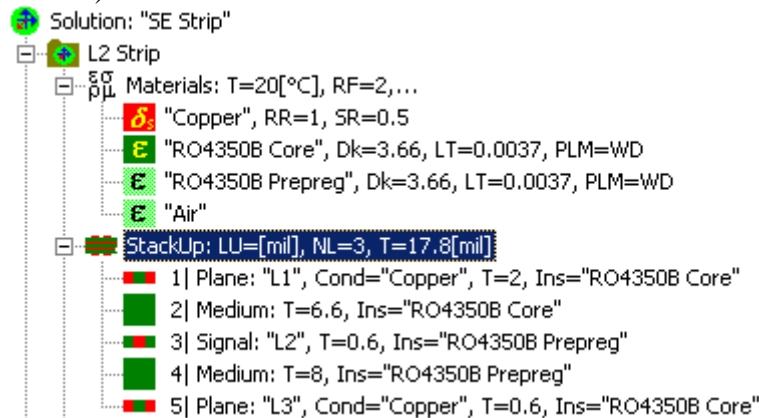 Solution: "SE Strip"
L2 Strip
εσ ρμ Materials: T=20[°C], RF=2,...
δs "Copper", RR=1, SR=0.5
ε "RO4350B Core", Dk=3.66, LT=0.0037, PLM=WD
ε "RO4350B Prepreg", Dk=3.66, LT=0.0037, PLM=WD
ε "Air"
StackUp: LU=[mil], NL=3, T=17.8[mil]
1| Plane: "L1", Cond="Copper", T=2, Ins="RO4350B Core"
2| Medium: T=6.6, Ins="RO4350B Core"
3| Signal: "L2", T=0.6, Ins="RO4350B Prepreg"
4| Medium: T=8, Ins="RO4350B Prepreg"
5| Plane: "L3", Cond="Copper", T=0.6, Ins="RO4350B Core"